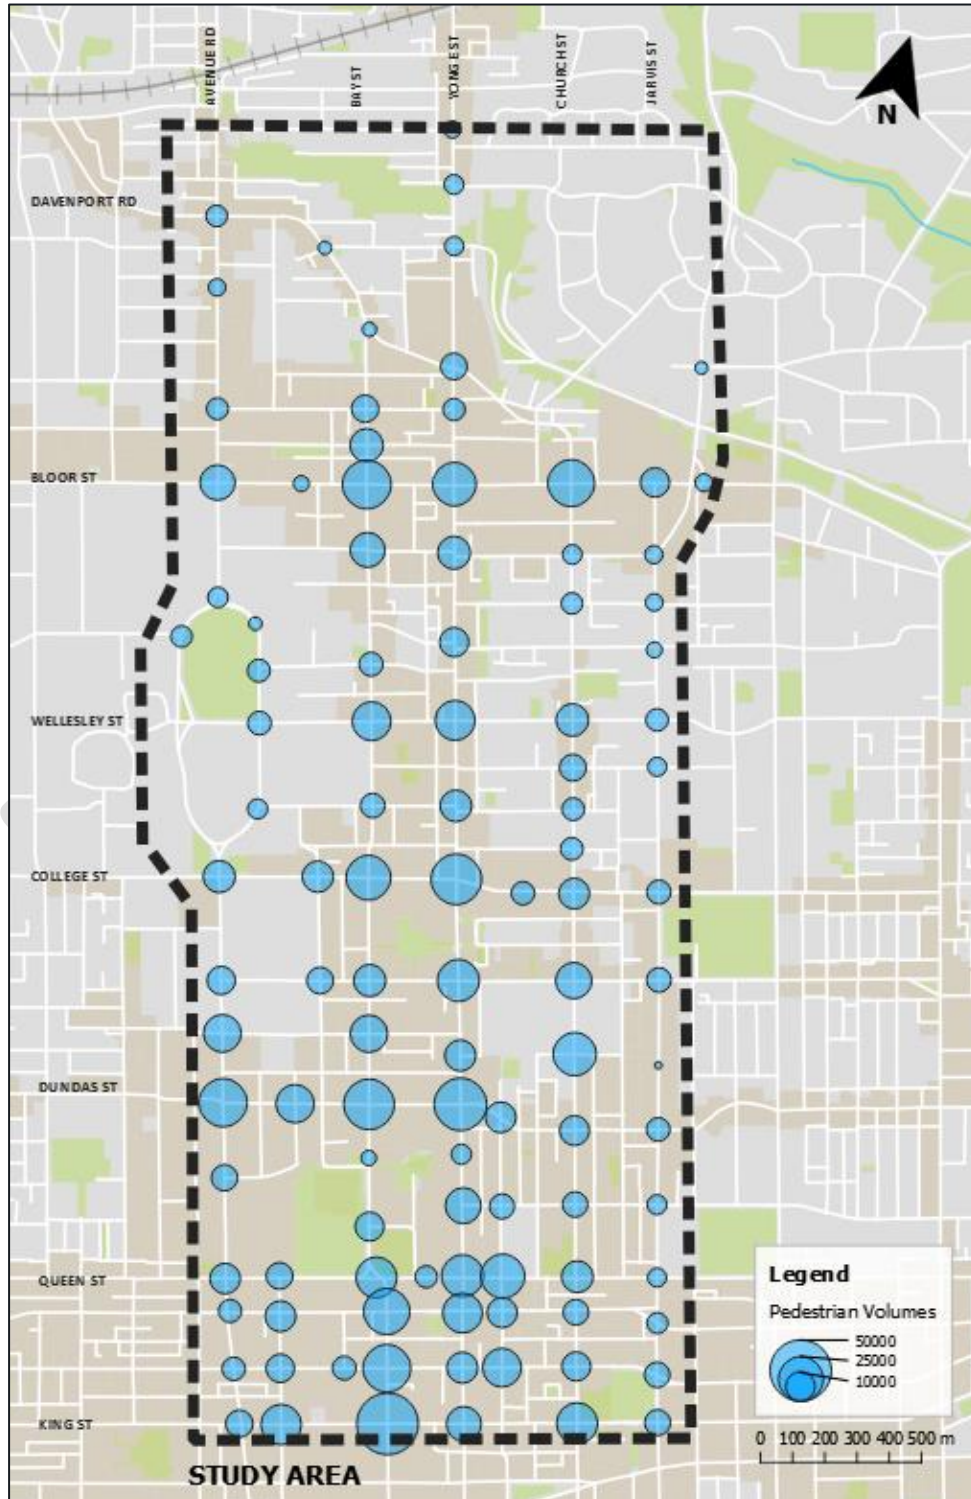 AVENUE RD
BAY ST
YONGE ST
CHURCH ST
JARVIS ST
N
DAVENPORT RD
BLOOR ST
WELLESLEY ST
COLLEGE ST
DUNDAS ST
QUEEN ST
KING ST
STUDY AREA
Legend
Pedestrian Volumes
50000
25000
10000
0 100 200 300 400 500 m